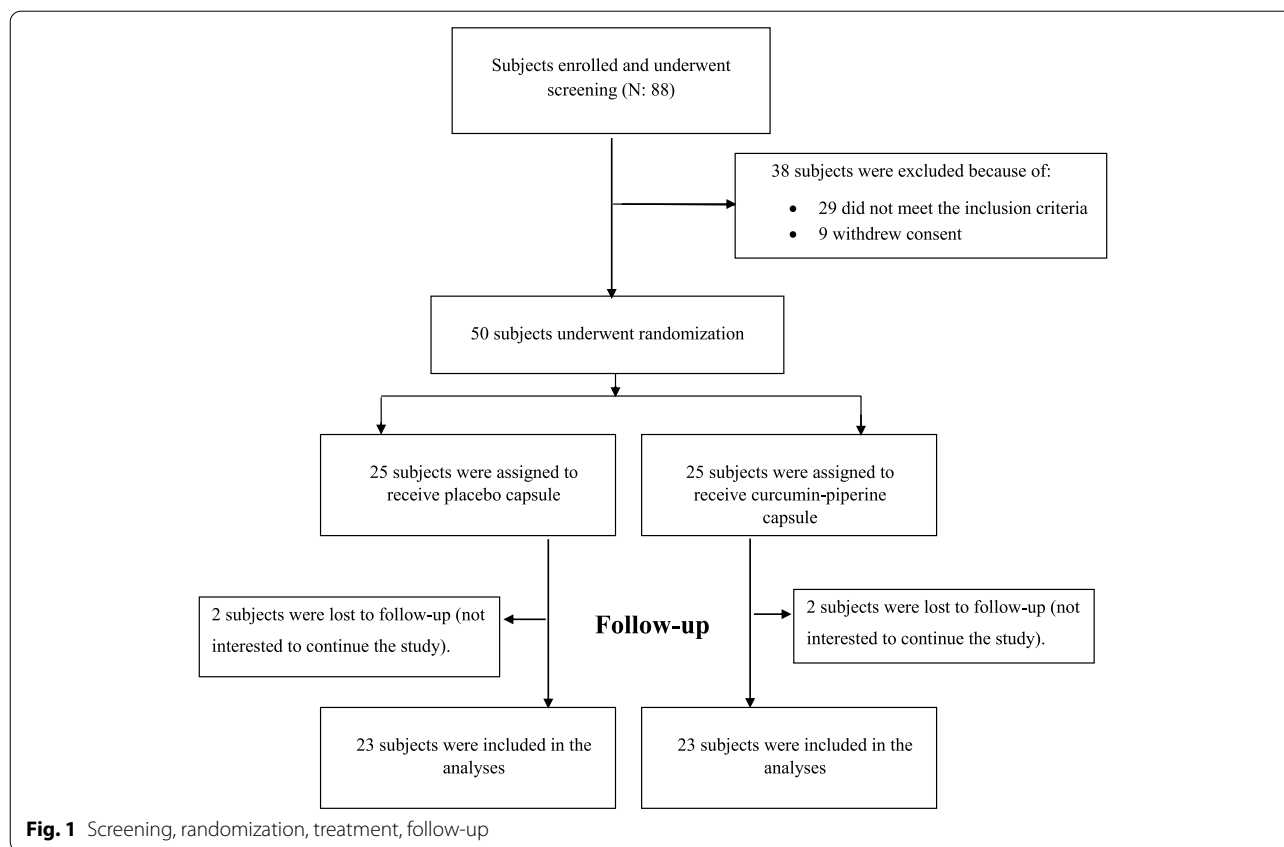 Subjects enrolled and underwent
screening (N: 88)
38 subjects were excluded because of:
• 29 did not meet the inclusion criteria
• 9 withdrew consent
50 subjects underwent randomization
25 subjects were assigned to
receive placebo capsule
25 subjects were assigned to
receive curcumin-piperine
capsule
2 subjects were lost to follow-up (not
interested to continue the study).
Follow-up
2 subjects were lost to follow-up (not
interested to continue the study).
23 subjects were included in the
analyses
23 subjects were included in the
analyses
Fig. 1 Screening, randomization, treatment, follow-up